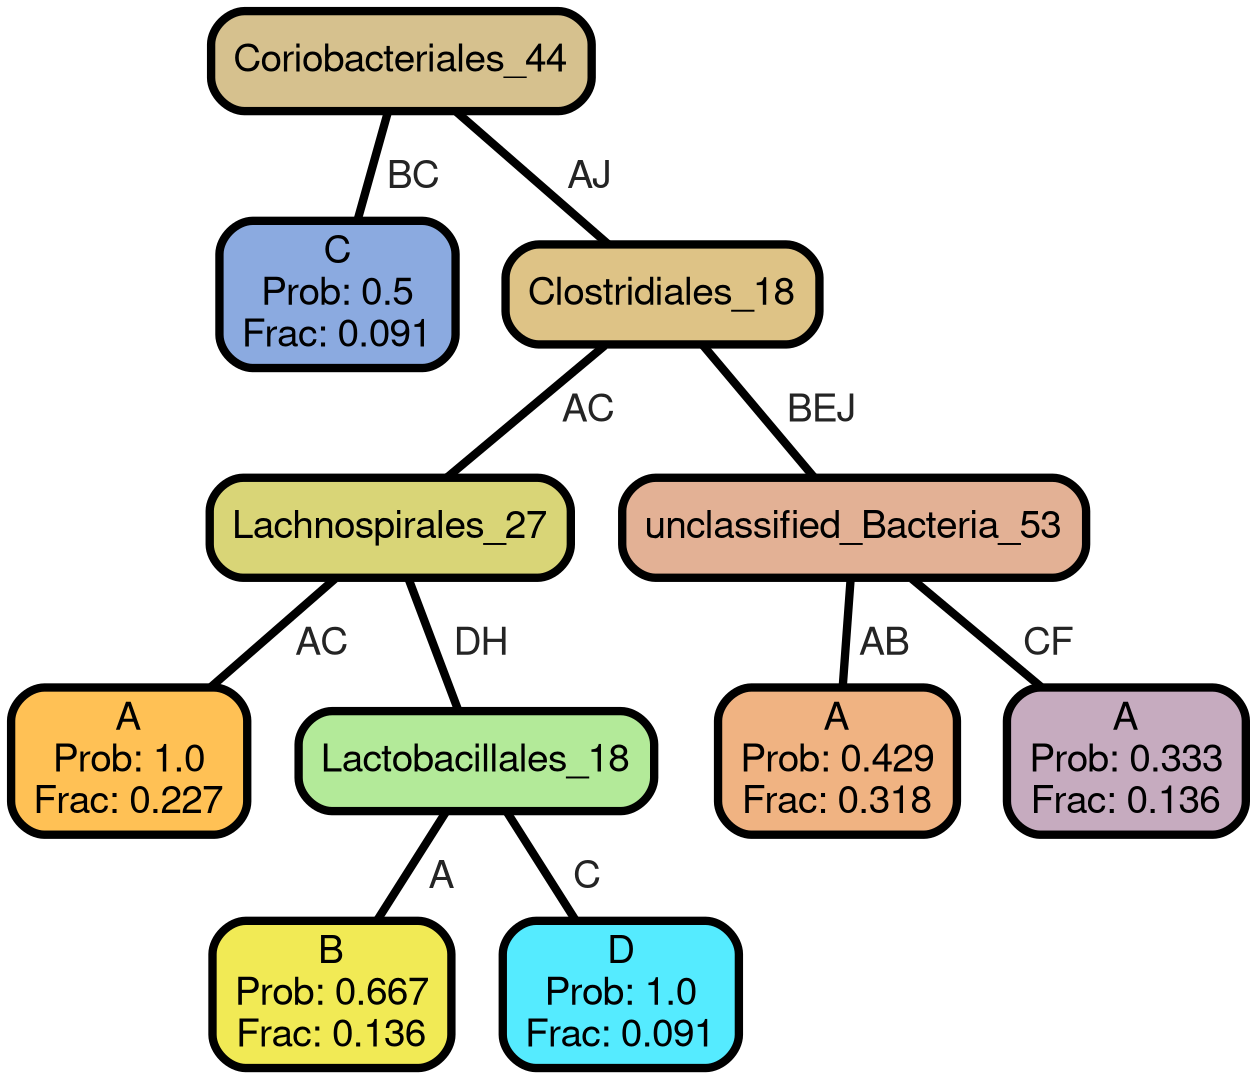 Coriobacteriales_44
BC
AJ
C
Prob: 0.5
Frac: 0.091
Clostridiales_18
AC
BEJ
Lachnospirales_27
unclassified_Bacteria_53
AC
DH
AB
CF
A
Prob: 1.0
Frac: 0.227
Lactobacillales_18
A
Prob: 0.429
Frac: 0.318
A
Prob: 0.333
Frac: 0.136
A
C
B
Prob: 0.667
Frac: 0.136
D
Prob: 1.0
Frac: 0.091